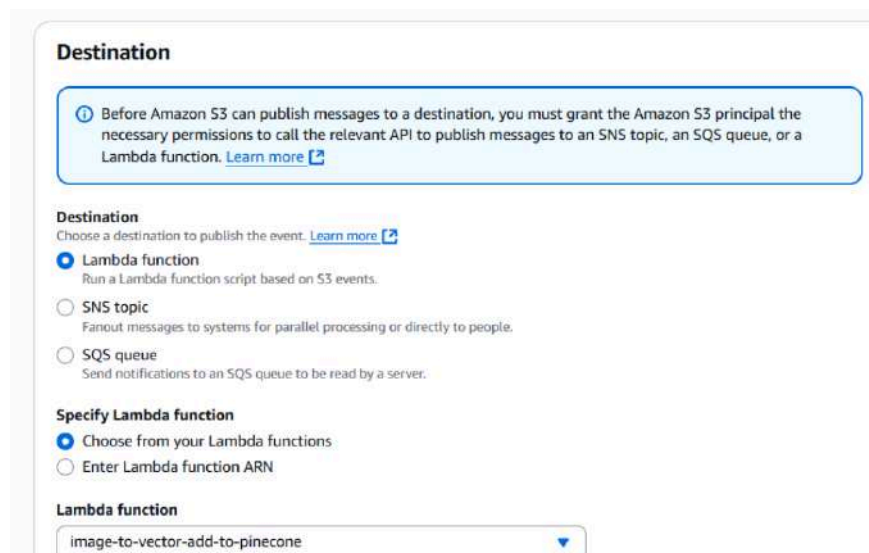 Destination
Before Amazon S3 can publish messages to a destination, you must grant the Amazon S3 principal the
necessary permissions to call the relevant API to publish messages to an SNS topic, an SQS queue, or a
Lambda function. Learn more
Destination
Choose a destination to publish the event. Learn more
Lambda function
Run a Lambda function script based on S3 events.
SNS topic
Fanout messages to systems for parallel processing or directly to people.
SQS queue
Send notifications to an SQS queue to be read by a server.
Specify Lambda function
Choose from your Lambda functions
Enter Lambda function ARN
Lambda function
image-to-vector-add-to-pinecone